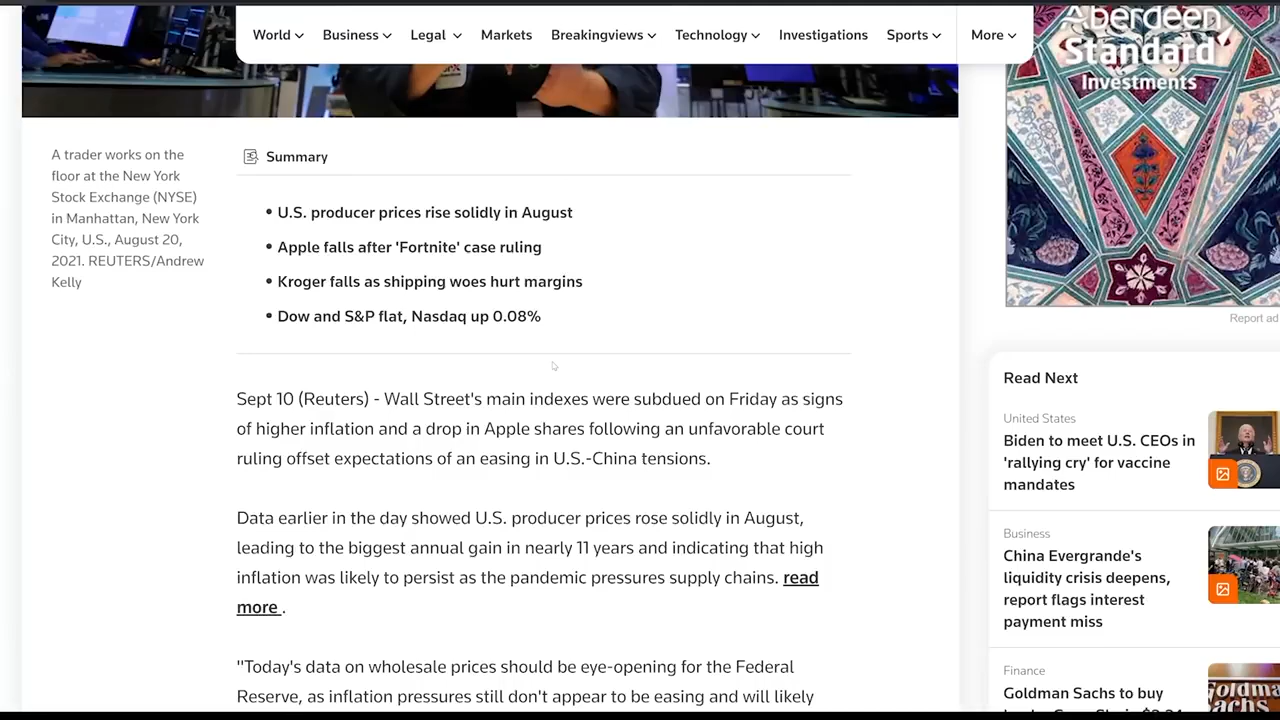 World Business Legal Markets Breakingviews Technology Investigations Sports More
Aberdeen
Standard
Investments
A trader works on the
floor at the New York
Stock Exchange (NYSE)
in Manhattan, New York
City, U.S., August 20,
2021. REUTERS/Andrew
Kelly
Summary
• U.S. producer prices rise solidly in August
• Apple falls after 'Fortnite' case ruling
• Kroger falls as shipping woes hurt margins
• Dow and S&P flat, Nasdaq up 0.08%
Sept 10 (Reuters) - Wall Street's main indexes were subdued on Friday as signs
of higher inflation and a drop in Apple shares following an unfavorable court
ruling offset expectations of an easing in U.S.-China tensions.
Data earlier in the day showed U.S. producer prices rose solidly in August,
leading to the biggest annual gain in nearly 11 years and indicating that high
inflation was likely to persist as the pandemic pressures supply chains. read
more .
"Today's data on wholesale prices should be eye-opening for the Federal
Reserve, as inflation pressures still don't appear to be easing and will likely
Report ad
Read Next
United States
Biden to meet U.S. CEOs in
'rallying cry' for vaccine
mandates
Business
China Evergrande's
liquidity crisis deepens,
report flags interest
payment miss
Finance
Goldman Sachs to buy